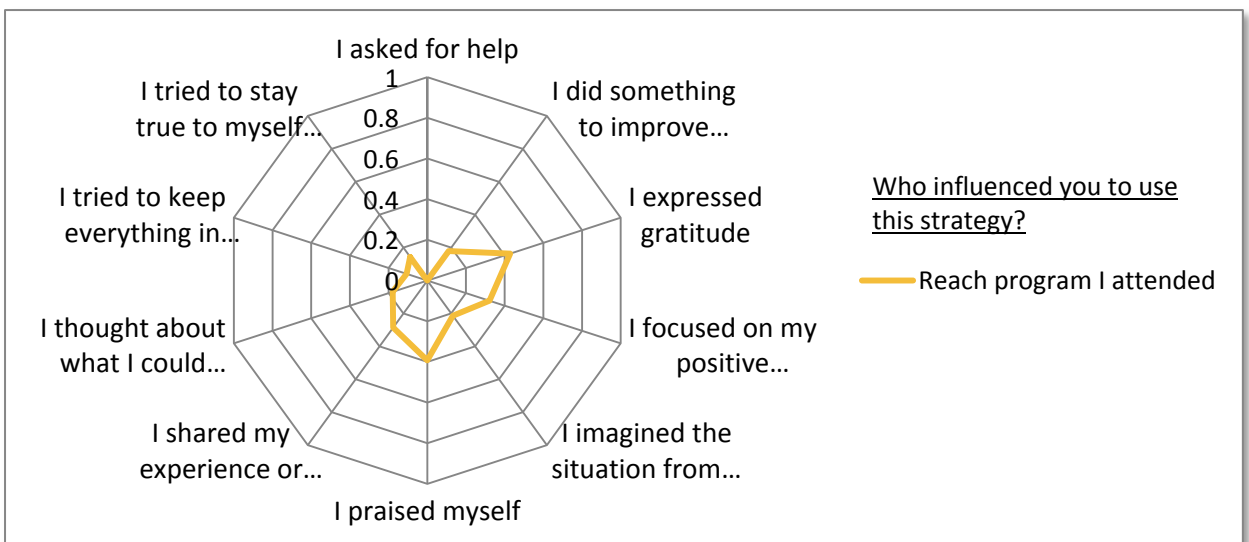 I asked for help
1
0.8
0.6
0.4
0.2
0
I did something
to improve…
I expressed
gratitude
I focused on my
positive…
I imagined the
situation from…
I praised myself
I shared my
experience or…
I thought about
what I could…
I tried to keep
everything in…
I tried to stay
true to myself…
Who influenced you to use
this strategy?
Reach program I attended